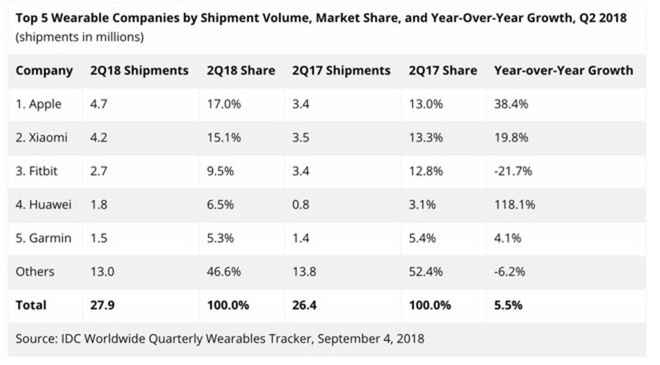 Top 5 Wearable Companies by Shipment Volume, Market Share, and Year-Over-Year Growth, Q2 2018
(shipments in millions)
Company 2Q18 Shipments 2Q18 Share 2Q17 Shipments 2Q17 Share Year-over-Year Growth
1. Apple 4.7 17.0% 3.4 13.0% 38.4%
2. Xiaomi 4.2 15.1% 3.5 13.3% 19.8%
3. Fitbit 2.7 9.5% 3.4 12.8% -21.7%
4. Huawei 1.8 6.5% 0.8 3.1% 118.1%
5. Garmin 1.5 5.3% 1.4 5.4% 4.1%
Others 13.0 46.6% 13.8 52.4% -6.2%
Total 27.9 100.0% 26.4 100.0% 5.5%
Source: IDC Worldwide Quarterly Wearables Tracker, September 4, 2018